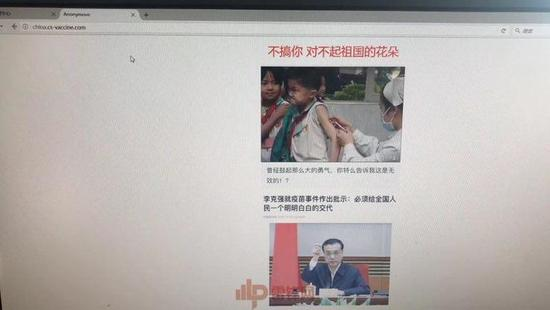 Anonymous
china.cs-vaccine.com
不搞你 对不起祖国的花朵
曾经鼓起那么大的勇气，你特么告诉我这是无
效的！？
李克强就疫苗事件作出批示：必须给全国人
民一个明明白白的交代